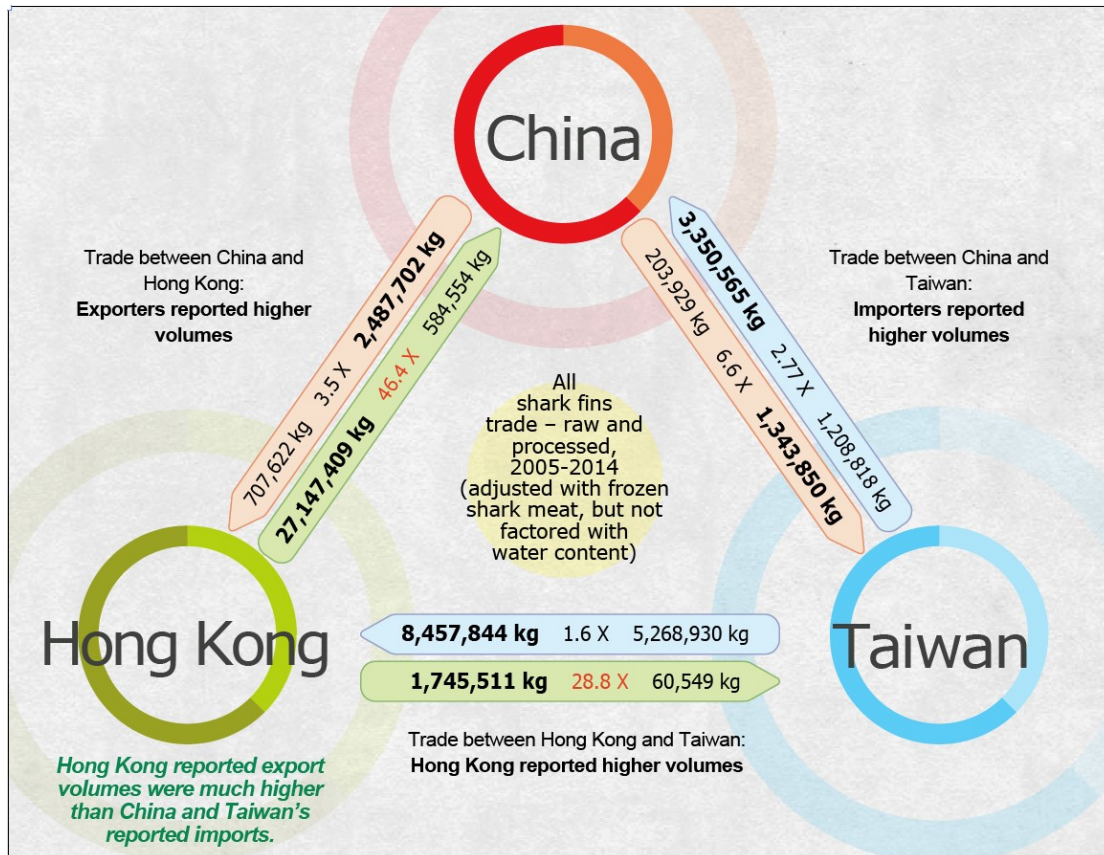 China
Trade between China and
Hong Kong:
Exporters reported higher
volumes
707,622 kg 3.5 X 2,487,702 kg
27,147,409 kg 46.4 X 584,554 kg
203,929 kg 6.6 X 1,343,850 kg
3,350,565 kg 2.77 X 1,208,818 kg
Trade between China and
Taiwan:
Importers reported
higher volumes
All
shark fins
trade – raw and
processed,
2005-2014
(adjusted with frozen
shark meat, but not
factored with
water content)
Hong Kong
8,457,844 kg 1.6 X 5,268,930 kg
1,745,511 kg 28.8 X 60,549 kg
Taiwan
Trade between Hong Kong and Taiwan:
Hong Kong reported higher volumes
Hong Kong reported export
volumes were much higher
than China and Taiwan's
reported imports.